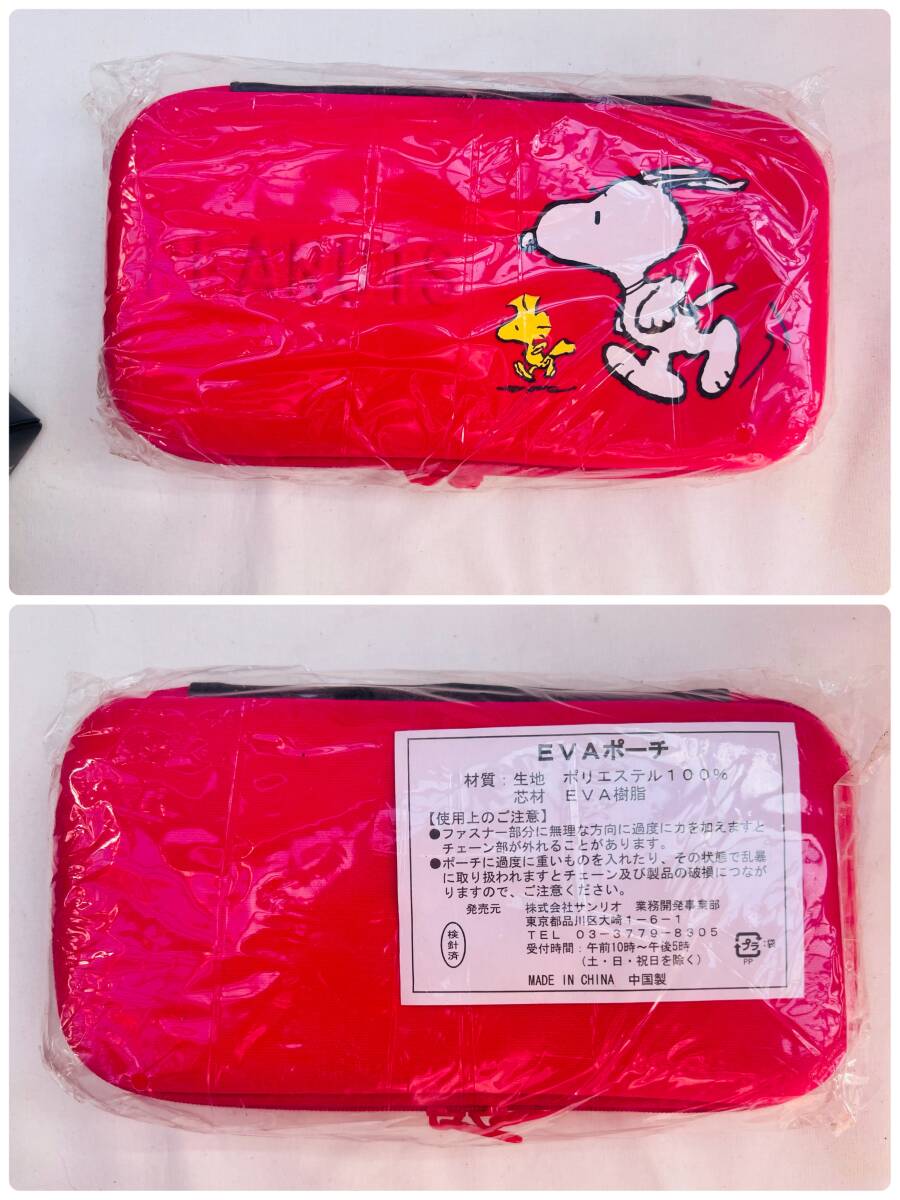 PEANUTS
EVAポーチ
材質：生地　ポリエステル１００％
芯材　ＥＶＡ樹脂
【使用上のご注意】
●ファスナー部分に無理な方向に過度に力を加えますと
チェーン部が外れることがあります。
●ポーチに過度に重いものを入れたり、その状態で乱暴
に取り扱われますとチェーン及び製品の破損につなが
りますので、ご注意ください。
発売元　株式会社サンリオ　業務開発事業部
東京都品川区大崎１－６－１
ＴＥＬ　０３－３７７９－８３０５
受付時間：午前10時～午後5時
（土・日・祝日を除く）
検針済
プラ：袋
PP
MADE IN CHINA　中国製